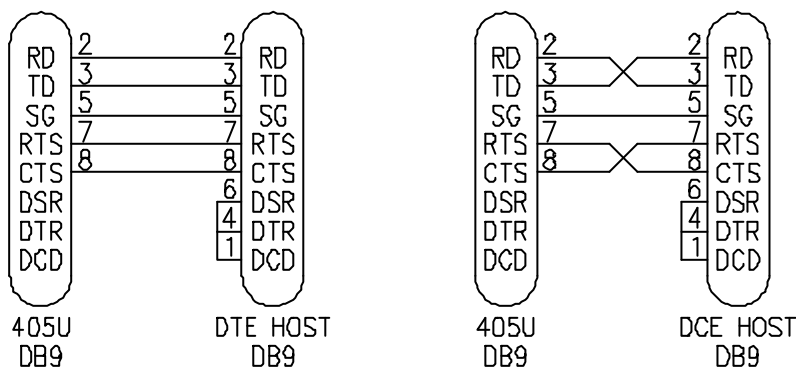 RD 2 2 RD
TD 3 3 TD
SG 5 5 SG
RTS 7 7 RTS
CTS 8 8 CTS
DSR 6 DSR
DTR 4 DTR
DCD 1 DCD
405U DTE HOST
DB9 DB9
RD 2 2 RD
TD 3 3 TD
SG 5 5 SG
RTS 7 7 RTS
CTS 8 8 CTS
DSR 6 DSR
DTR 4 DTR
DCD 1 DCD
405U DCE HOST
DB9 DB9